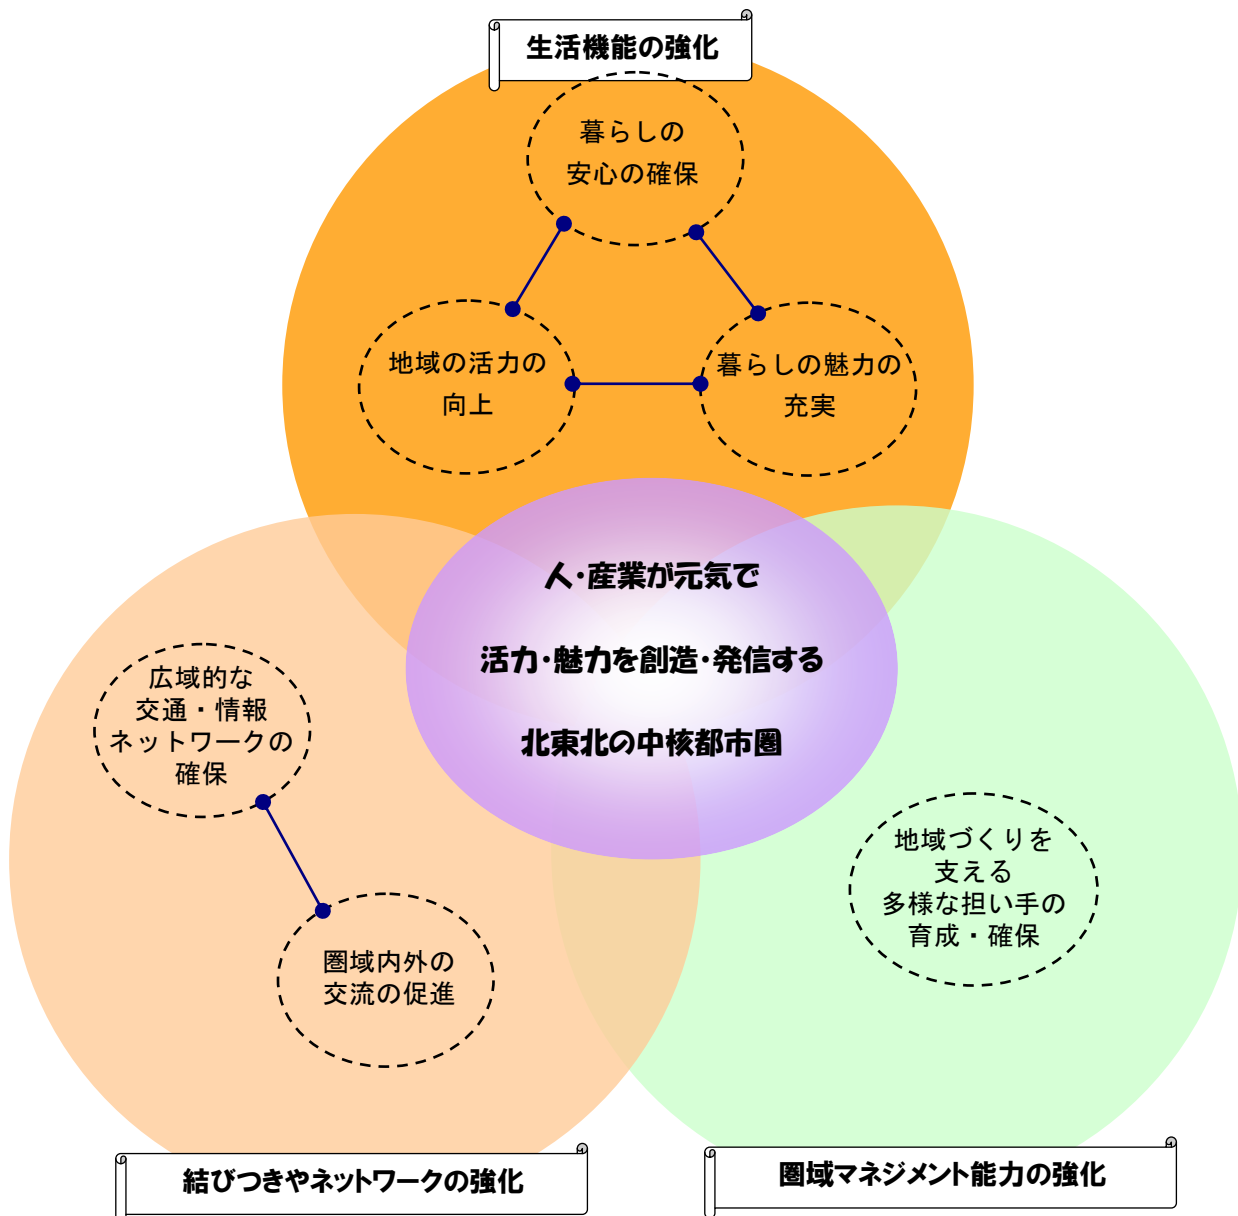 生活機能の強化
暮らしの
安心の確保
地域の活力の
向上
暮らしの魅力の
充実
人・産業が元気で
活力・魅力を創造・発信する
北東北の中核都市圏
広域的な
交通・情報
ネットワークの
確保
圏域内外の
交流の促進
地域づくりを
支える
多様な担い手の
育成・確保
結びつきやネットワークの強化
圏域マネジメント能力の強化